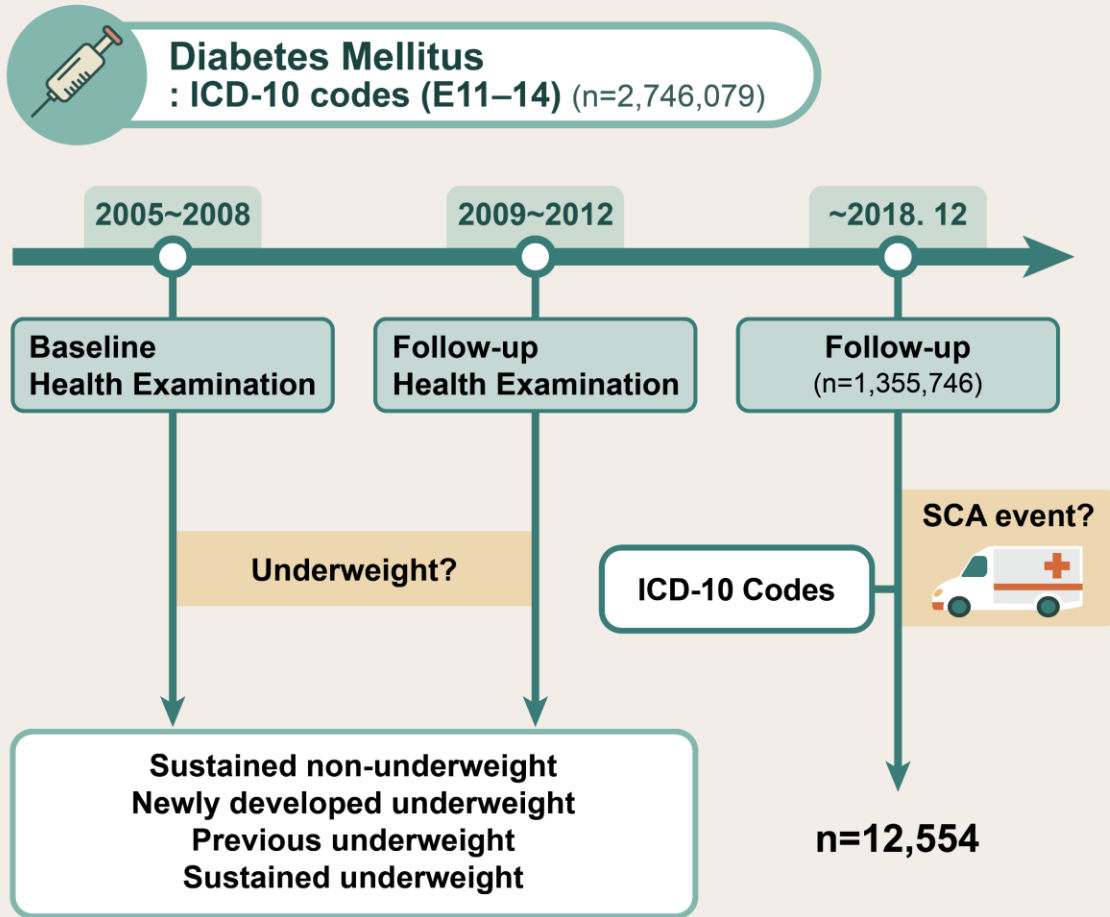 Diabetes Mellitus
: ICD-10 codes (E11–14) (n=2,746,079)
2005~2008
2009~2012
~2018. 12
Baseline
Health Examination
Follow-up
Health Examination
Follow-up
(n=1,355,746)
Underweight?
SCA event?
ICD-10 Codes
Sustained non-underweight
Newly developed underweight
Previous underweight
Sustained underweight
n=12,554